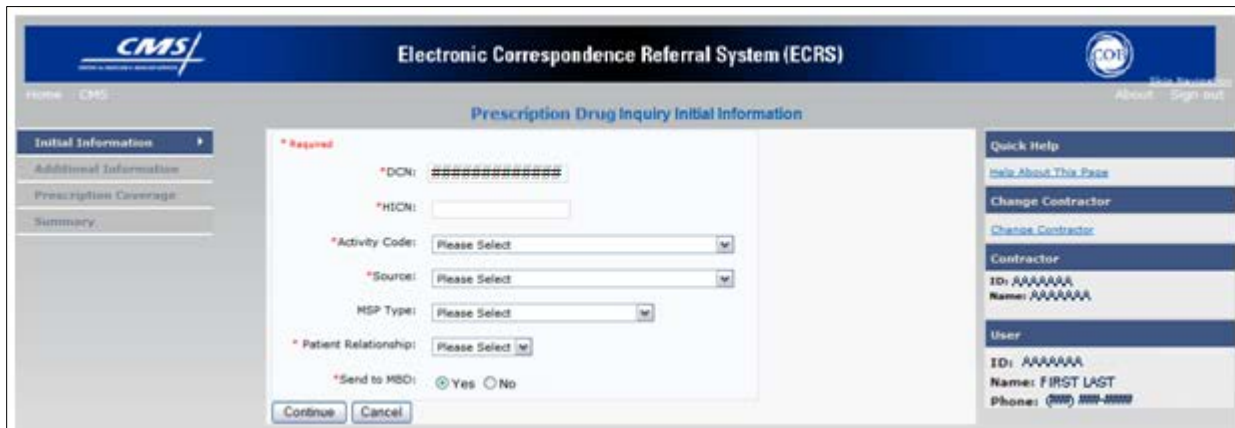 CMS
Electronic Correspondence Referral System (ECRS)
COB
Skip Navigation
Home CMS
About Sign out
Prescription Drug Inquiry Initial Information
Initial Information
Additional Information
Prescription Coverage
Summary
* Required
*DCN: #############
*HICN:
*Activity Code: Please Select
*Source: Please Select
MSP Type: Please Select
* Patient Relationship: Please Select
*Send to MBD: Yes No
Continue Cancel
Quick Help
Help About This Page
Change Contractor
Change Contractor
Contractor
ID: AAAAAAA
Name: AAAAAAA
User
ID: AAAAAAA
Name: FIRST LAST
Phone: (###) ###-####